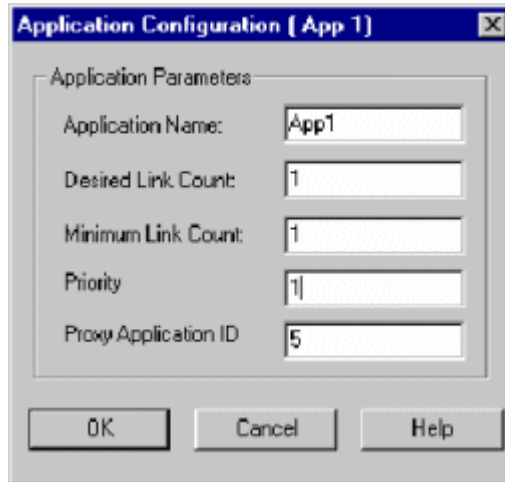 Application Configuration ( App 1)
Application Parameters
Application Name: App1
Desired Link Count: 1
Minimum Link Count: 1
Priority 1
Proxy Application ID 5
OK Cancel Help